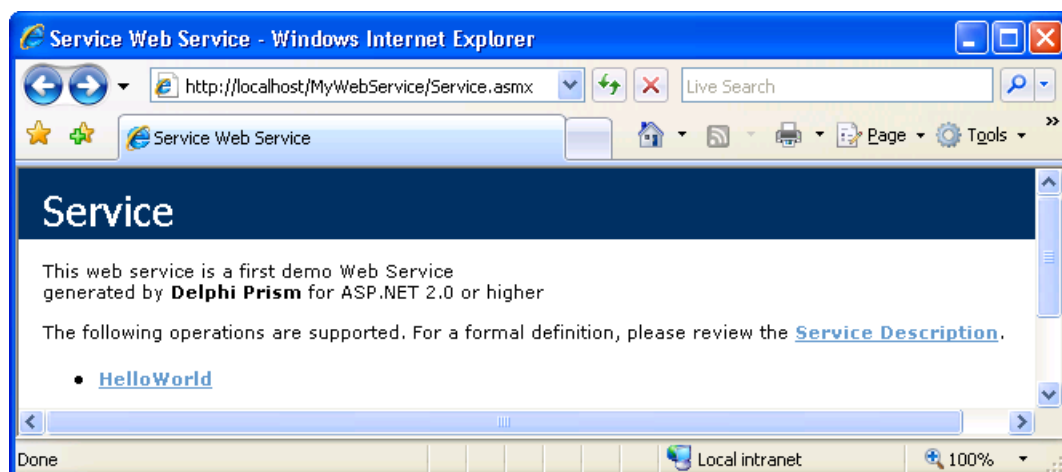 Service Web Service - Windows Internet Explorer
http://localhost/MyWebService/Service.asmx
Live Search
Service Web Service
Page
Tools
»
Service
This web service is a first demo Web Service
generated by Delphi Prism for ASP.NET 2.0 or higher
The following operations are supported. For a formal definition, please review the Service Description.
• HelloWorld
Done
Local intranet
100%